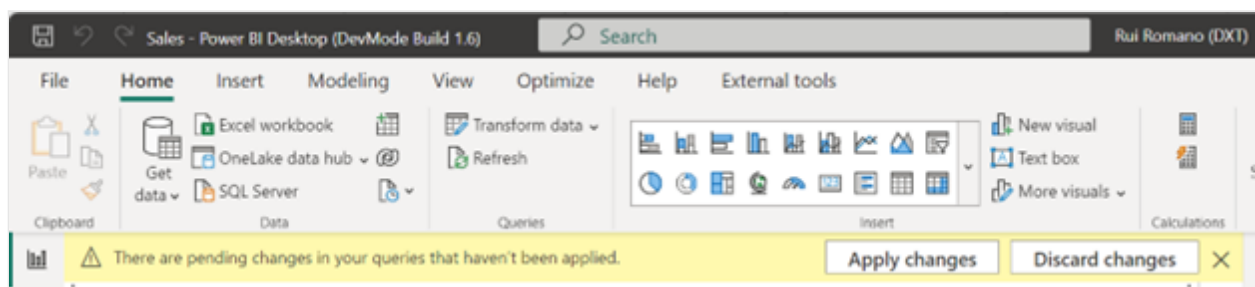 Sales - Power BI Desktop (DevMode Build 1.6) Search Rui Romano (DXT)
File Home Insert Modeling View Optimize Help External tools
Paste
Get data
Excel workbook
OneLake data hub
SQL Server
Transform data
Refresh
New visual
Text box
More visuals
Clipboard Data Queries Insert Calculations
There are pending changes in your queries that haven't been applied. Apply changes Discard changes